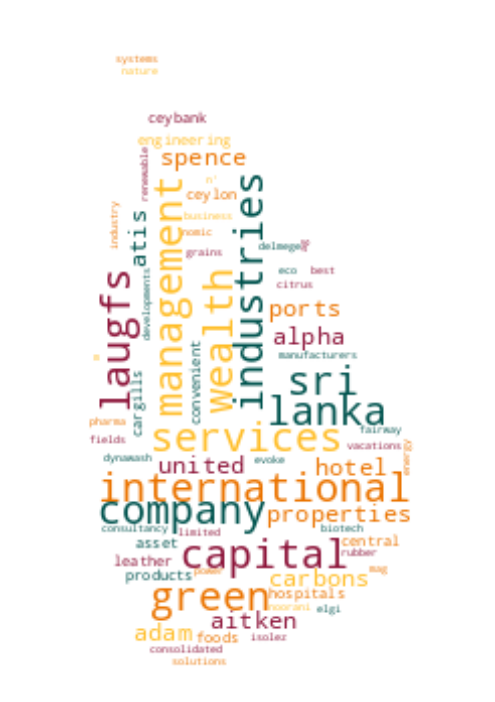 systems
nature
ceybank
engineering
spence
renewable
n'
ceylon
industries
management
business
industry
atis
nomic
delmege
grains
developments
laugfs
wealth
eco
best
citrus
ports
alpha
convenient
manufacturers
sri
cargills
lanka
pharma
services
fairway
fields
vacations
energy
dynawash
united
evoke
hotel
international
company
properties
consultancy
limited
biotech
asset
capital
central
rubber
leather
products
power
carbons
mag
green
hospitals
noorani
elgi
aitken
adam
foods
isolez
consolidated
solutions